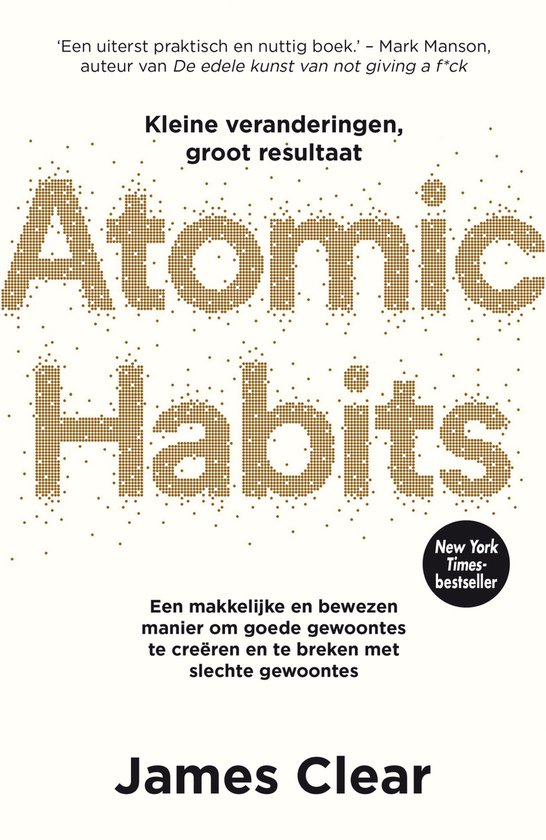 ‘Een uiterst praktisch en nuttig boek.’ – Mark Manson,
auteur van De edele kunst van not giving a f*ck
Kleine veranderingen,
groot resultaat
Atomic
Habits
New York
Times-
bestseller
Een makkelijke en bewezen
manier om goede gewoontes
te creëren en te breken met
slechte gewoontes
James Clear